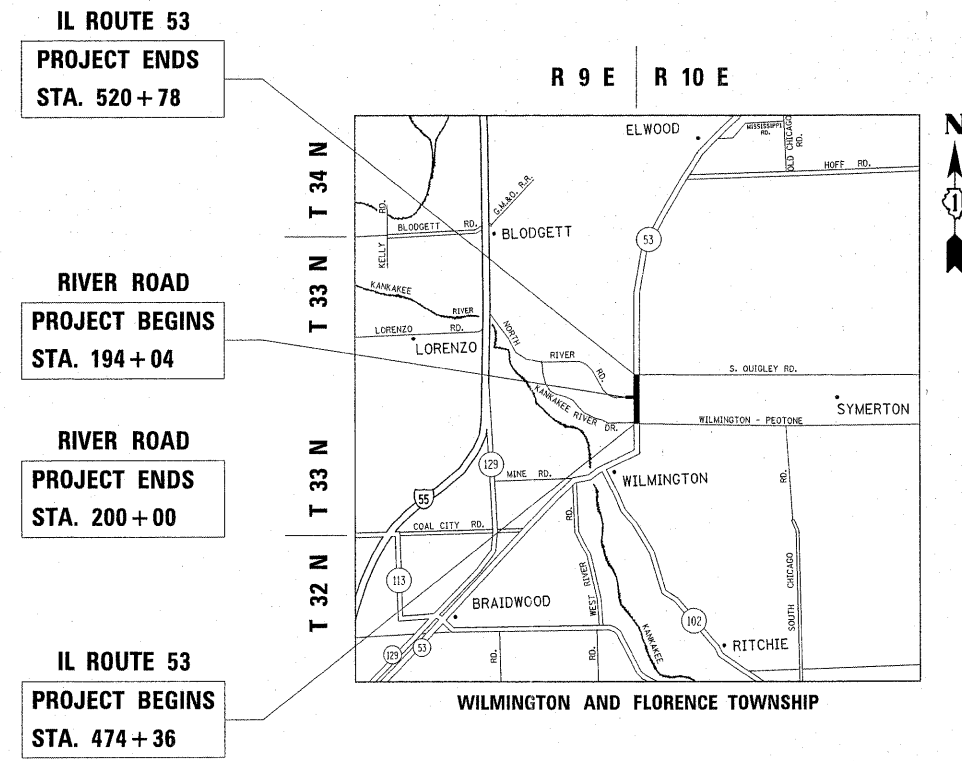 IL ROUTE 53
PROJECT ENDS
STA. 520+78
R 9 E
R 10 E
N
1
ELWOOD
MISSISSIPPI
RD.
OLD CHICAGO
RD.
HOFF RD.
T 34 N
KELLY RD.
BLODGETT RD.
G.M.&O. R.R.
BLODGETT
53
T 33 N
RIVER ROAD
PROJECT BEGINS
STA. 194+04
KANKAKEE
RIVER
LORENZO RD.
LORENZO
NORTH
RIVER
RD.
S. QUIGLEY RD.
KANKAKEE RIVER DR.
SYMERTON
WILMINGTON - PEOTONE
RD.
RIVER ROAD
PROJECT ENDS
STA. 200+00
T 33 N
129
MINE RD.
WILMINGTON
55
COAL CITY RD.
RD.
WEST RIVER
SOUTH CHICAGO
T 32 N
113
BRAIDWOOD
KANKAKEE
102
RITCHIE
129
53
RD.
RD.
IL ROUTE 53
PROJECT BEGINS
STA. 474+36
WILMINGTON AND FLORENCE TOWNSHIP